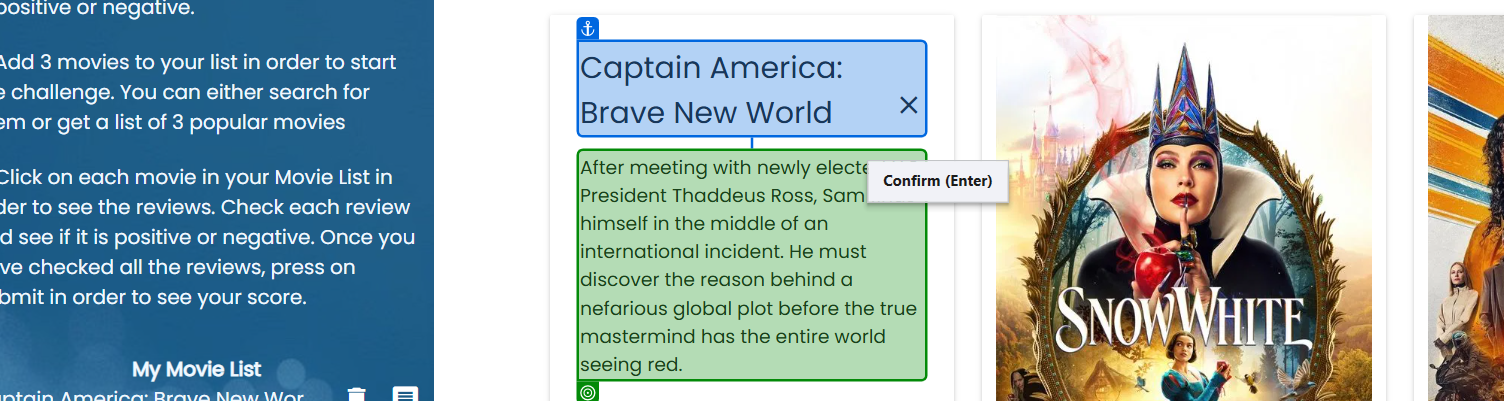 positive or negative.
Add 3 movies to your list in order to start
e challenge. You can either search for
em or get a list of 3 popular movies
Click on each movie in your Movie List in
der to see the reviews. Check each review
d see if it is positive or negative. Once you
ve checked all the reviews, press on
bmit in order to see your score.
My Movie List
ptain America: Brave New Wor
Captain America:
Brave New World
After meeting with newly electe
President Thaddeus Ross, Sam
himself in the middle of an
international incident. He must
discover the reason behind a
nefarious global plot before the true
mastermind has the entire world
seeing red.
Confirm (Enter)
SNOW WHITE